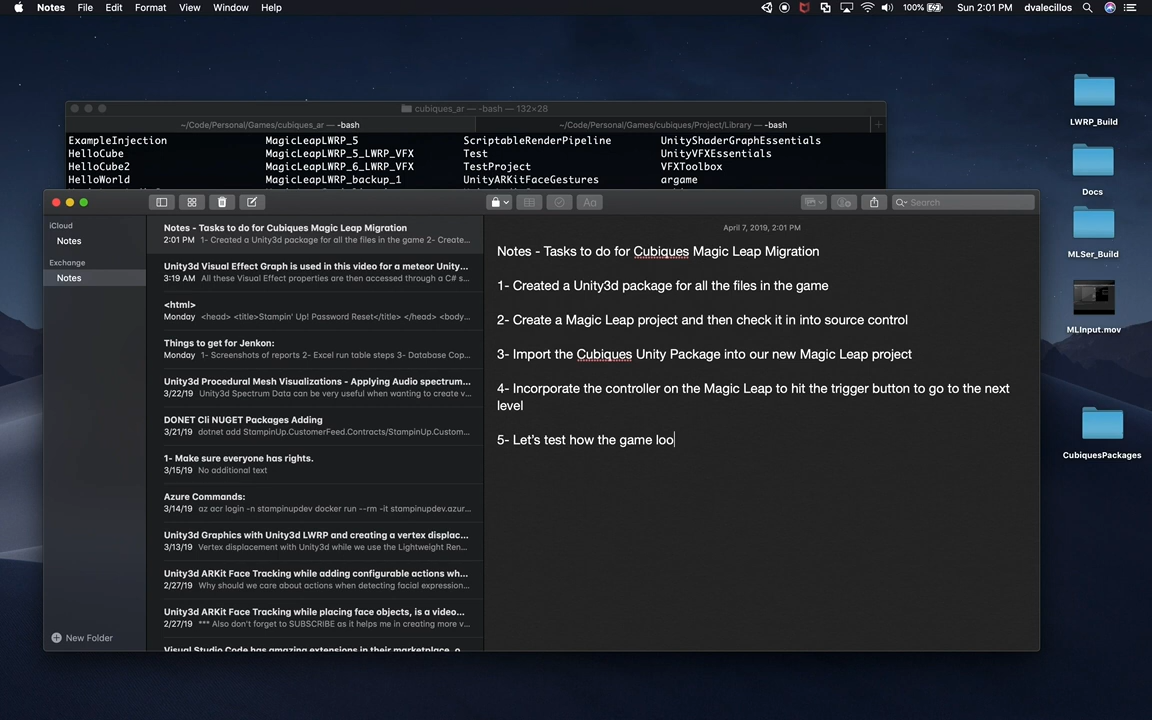 Notes File Edit Format View Window Help
100% Sun 2:01 PM dvalecillos
cubiques_ar — -bash — 132×28
~/Code/Personal/Games/cubiques_ar — -bash
~/Code/Personal/Games/cubiques/Project/Library — -bash
ExampleInjection MagicLeapLWRP_5 ScriptableRenderPipeline UnityShaderGraphEssentials
HelloCube MagicLeapLWRP_5_LWRP_VFX Test UnityVFXEssentials
HelloCube2 MagicLeapLWRP_6_LWRP_VFX TestProject VFXToolbox
HelloWorld MagicLeapLWRP_backup_1 UnityARKitFaceGestures argame
Aa
Search
iCloud
Notes
Exchange
Notes
New Folder
Notes - Tasks to do for Cubiques Magic Leap Migration
2:01 PM 1- Created a Unity3d package for all the files in the game 2- Create...
Unity3d Visual Effect Graph is used in this video for a meteor Unity...
3:19 AM All these Visual Effect properties are then accessed through a C# s...
<html>
Monday <head> <title>Stampin' Up! Password Reset</title> </head> <body...
Things to get for Jenkon:
Monday 1- Screenshots of reports 2- Excel run table steps 3- Database Cop...
Unity3d Procedural Mesh Visualizations - Applying Audio spectrum...
3/22/19 Unity3d Spectrum Data can be very useful when wanting to create v...
DONET Cli NUGET Packages Adding
3/21/19 dotnet add StampinUp.CustomerFeed.Contracts/StampinUp.Custom...
1- Make sure everyone has rights.
3/15/19 No additional text
Azure Commands:
3/14/19 az acr login -n stampinupdev docker run --rm -it stampinupdev.azur...
Unity3d Graphics with Unity3d LWRP and creating a vertex displac...
3/13/19 Vertex displacement with Unity3d while we use the Lightweight Ren...
Unity3d ARKit Face Tracking while adding configurable actions wh...
2/27/19 Why should we care about actions when detecting facial expression...
Unity3d ARKit Face Tracking while placing face objects, is a video...
2/27/19 *** Also don't forget to SUBSCRIBE as it helps me in creating more v...
Visual Studio Code has amazing extensions in their marketplace, o
April 7, 2019, 2:01 PM
Notes - Tasks to do for Cubiques Magic Leap Migration
1- Created a Unity3d package for all the files in the game
2- Create a Magic Leap project and then check it in into source control
3- Import the Cubiques Unity Package into our new Magic Leap project
4- Incorporate the controller on the Magic Leap to hit the trigger button to go to the next
level
5- Let's test how the game loo
LWRP_Build
Docs
MLSer_Build
MLInput.mov
CubiquesPackages